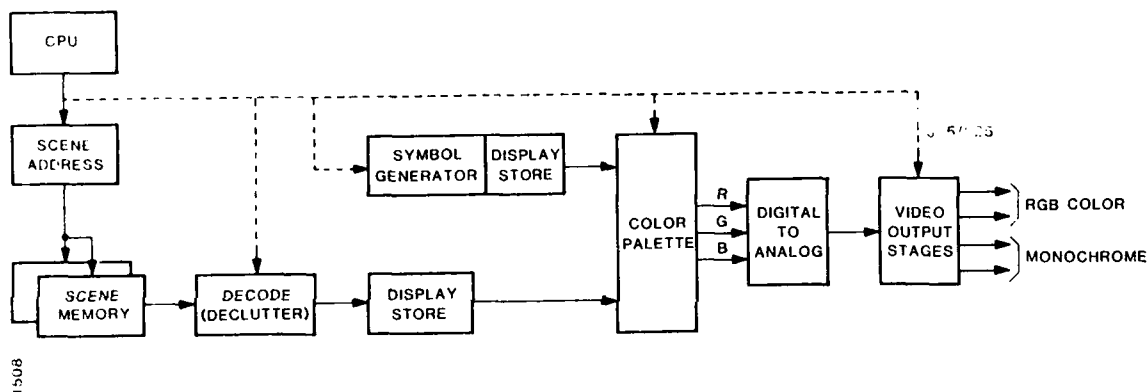 CPU
SCENE
ADDRESS
SYMBOL
GENERATOR
DISPLAY
STORE
COLOR
PALETTE
R
G
B
DIGITAL
TO
ANALOG
VIDEO
OUTPUT
STAGES
RGB COLOR
MONOCHROME
SCENE
MEMORY
DECODE
(DECLUTTER)
DISPLAY
STORE
1508